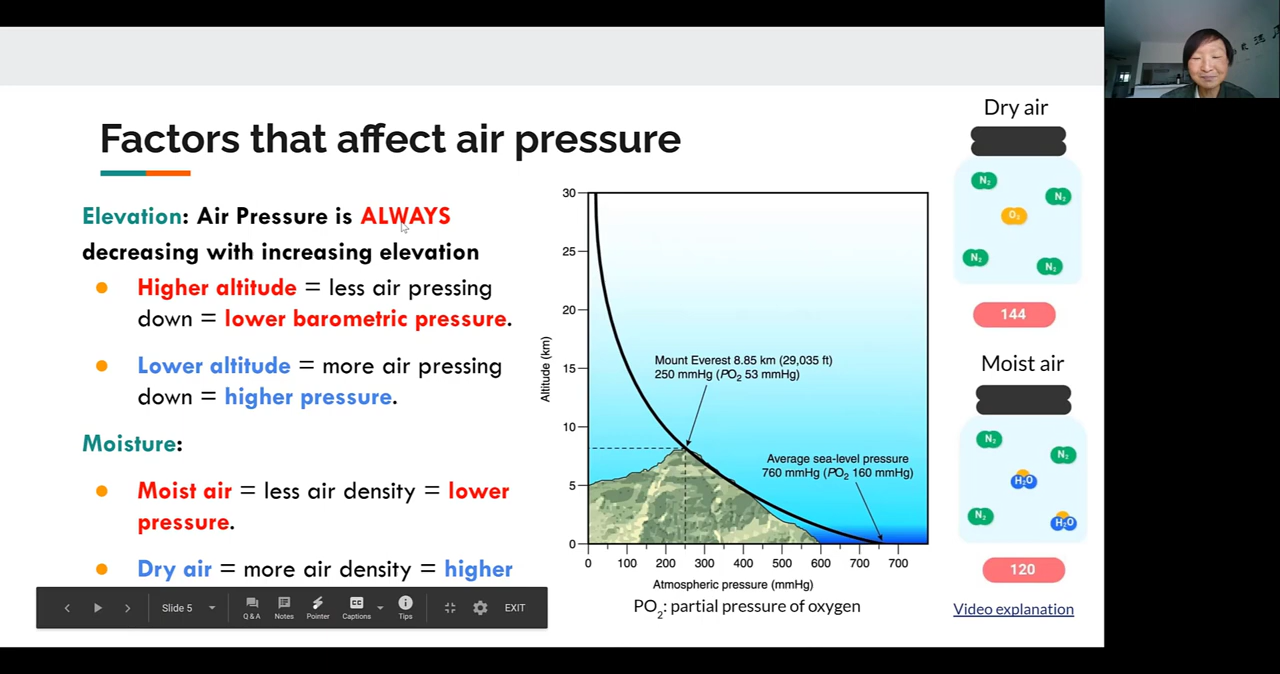 Factors that affect air pressure
Elevation: Air Pressure is ALWAYS
decreasing with increasing elevation
● Higher altitude = less air pressing
down = lower barometric pressure.
● Lower altitude = more air pressing
down = higher pressure.
Moisture:
● Moist air = less air density = lower
pressure.
● Dry air = more air density = higher
Slide 5
Q&A
Notes
Pointer
Captions
Tips
EXIT
Altitude (km)
30
25
20
15
10
5
0
Mount Everest 8.85 km (29,035 ft)
250 mmHg (PO₂ 53 mmHg)
Average sea-level pressure
760 mmHg (PO₂ 160 mmHg)
0 100 200 300 400 500 600 700 700
Atmospheric pressure (mmHg)
PO₂: partial pressure of oxygen
Dry air
N₂
N₂
O₂
N₂
N₂
144
Moist air
N₂
N₂
H₂O
N₂
H₂O
120
Video explanation